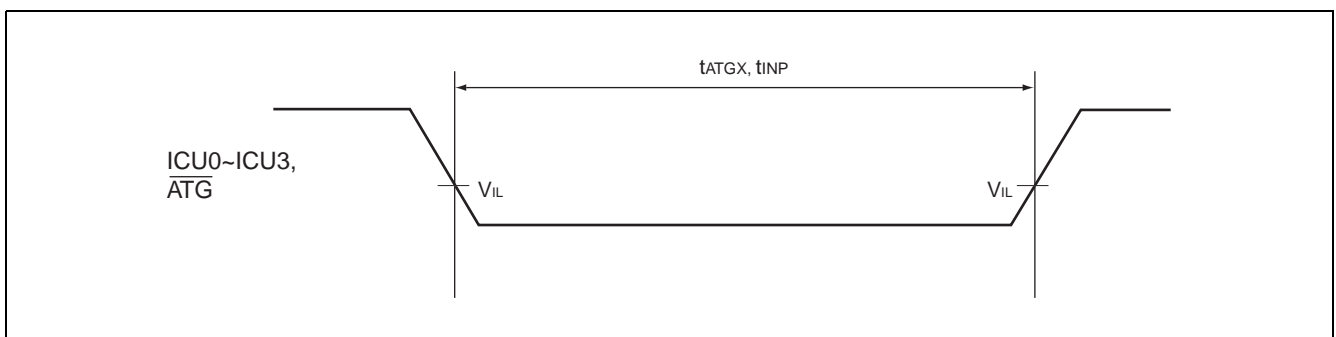 tATGX, tINP
ICU0~ICU3,
ATG
VIL
VIL